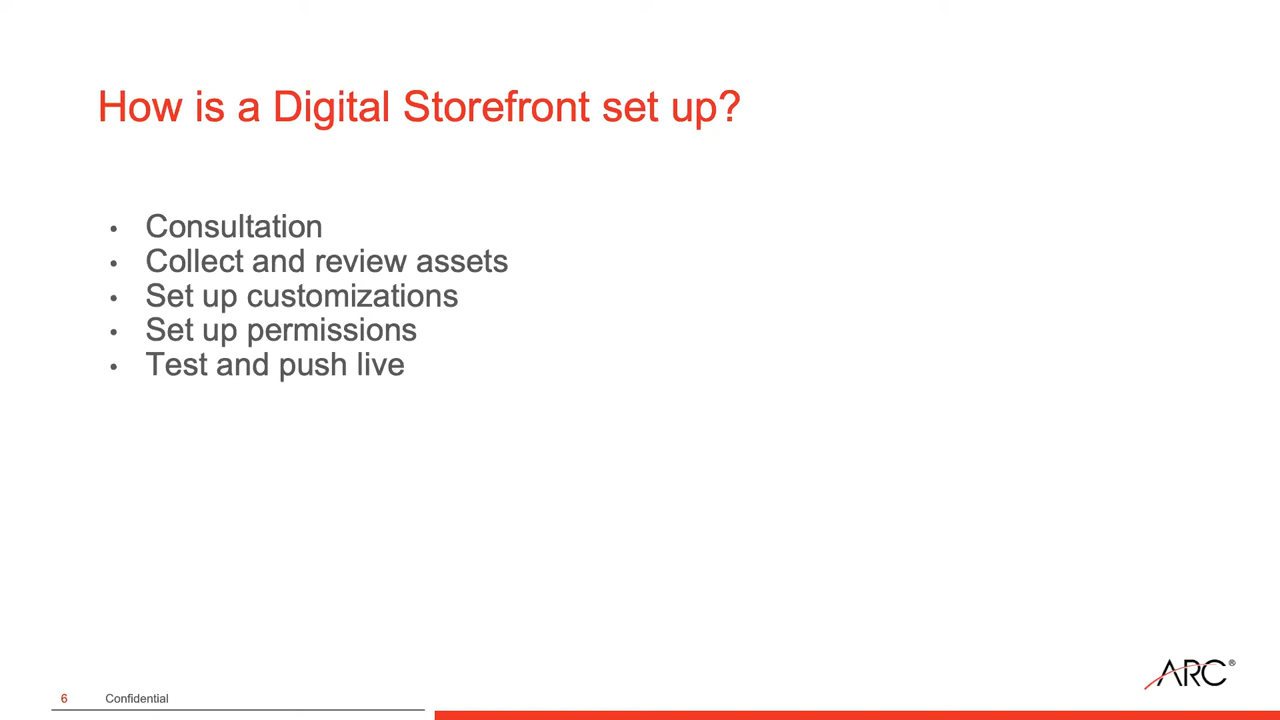 How is a Digital Storefront set up?
• Consultation
• Collect and review assets
• Set up customizations
• Set up permissions
• Test and push live
ARC®
6 Confidential